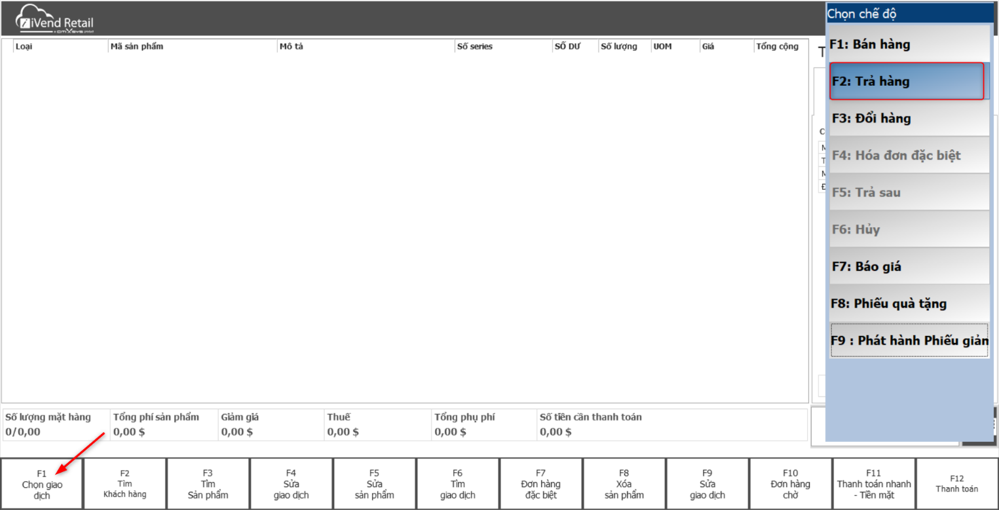 iVend Retail
a CitiXsys product
Chọn chế độ
Loại Mã sản phẩm Mô tả Số series SỐ DƯ Số lượng UOM Giá Tổng cộng
F1: Bán hàng
F2: Trả hàng
F3: Đổi hàng
F4: Hóa đơn đặc biệt
F5: Trả sau
F6: Hủy
F7: Báo giá
F8: Phiếu quà tặng
F9 : Phát hành Phiếu giảm
Số lượng mặt hàng Tổng phí sản phẩm Giảm giá Thuế Tổng phụ phí Số tiền cần thanh toán
0/0,00 0,00 $ 0,00 $ 0,00 $ 0,00 $ 0,00 $
F1
Chọn giao
dịch
F2
Tìm
Khách hàng
F3
Tìm
Sản phẩm
F4
Sửa
giao dịch
F5
Sửa
sản phẩm
F6
Tìm
giao dịch
F7
Đơn hàng
đặc biệt
F8
Xóa
sản phẩm
F9
Sửa
giao dịch
F10
Đơn hàng
chờ
F11
Thanh toán nhanh
- Tiền mặt
F12
Thanh toán